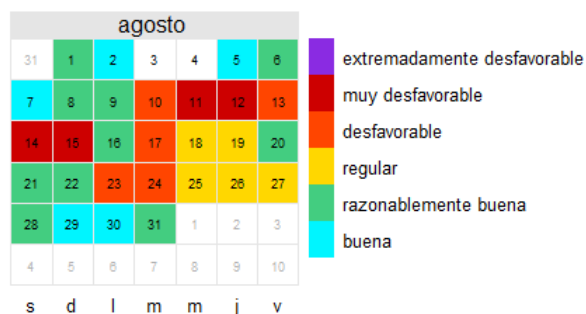 agosto
31 1 2 3 4 5 6
7 8 9 10 11 12 13
14 15 16 17 18 19 20
21 22 23 24 25 26 27
28 29 30 31 1 2 3
4 5 6 7 8 9 10
s d l m m j v
extremadamente desfavorable
muy desfavorable
desfavorable
regular
razonablemente buena
buena